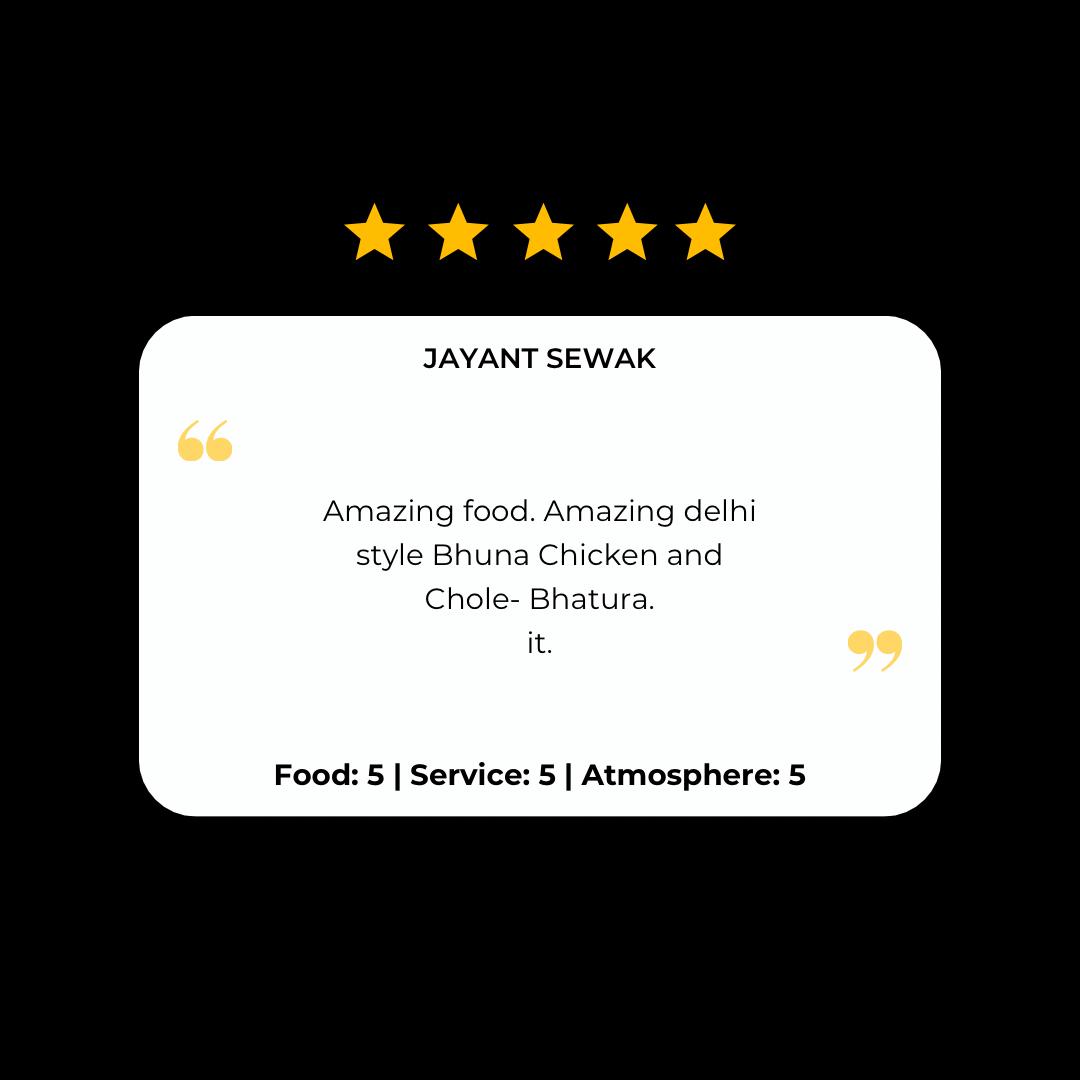 JAYANT SEWAK
“
Amazing food. Amazing delhi
style Bhuna Chicken and
Chole- Bhatura.
it.
”
Food: 5 | Service: 5 | Atmosphere: 5